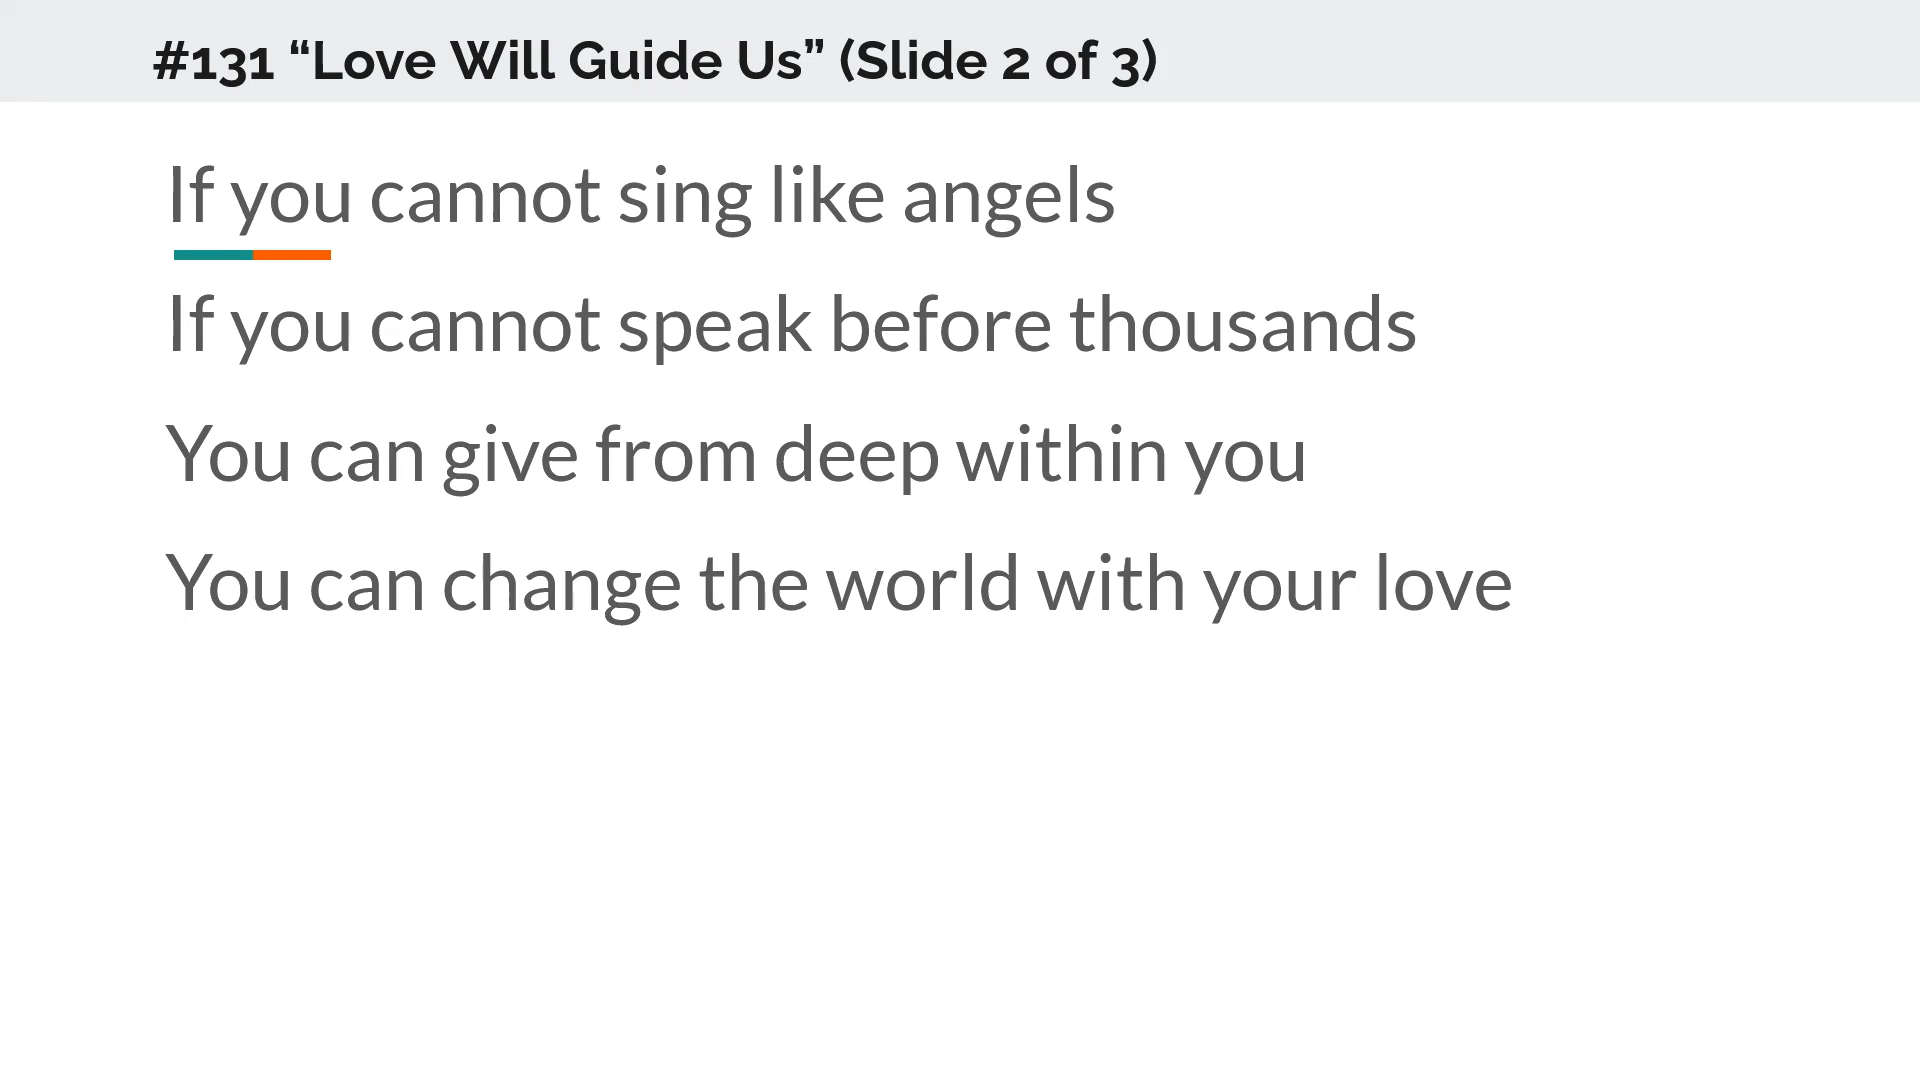 #131 “Love Will Guide Us” (Slide 2 of 3)
If you cannot sing like angels
If you cannot speak before thousands
You can give from deep within you
You can change the world with your love